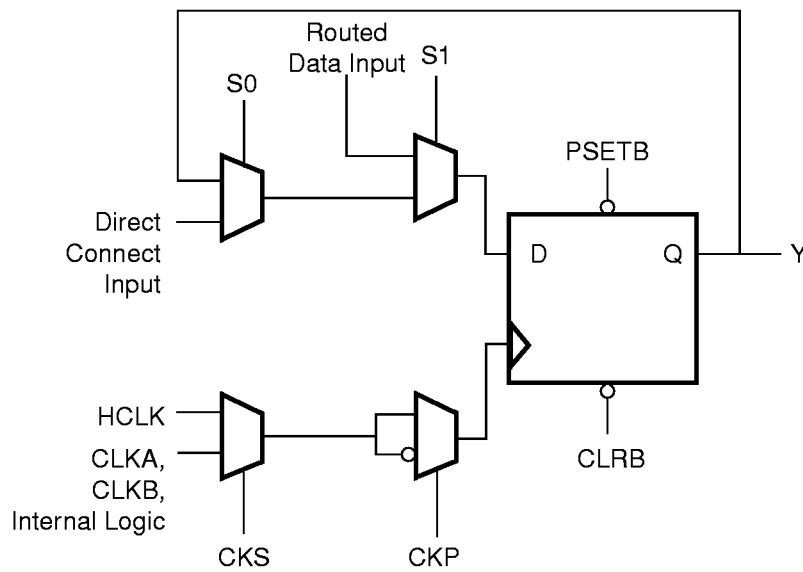 Routed
Data Input
S1
S0
PSETB
Direct
Connect
Input
D
Q
Y
HCLK
CLKA,
CLKB,
Internal Logic
CLRB
CKS
CKP